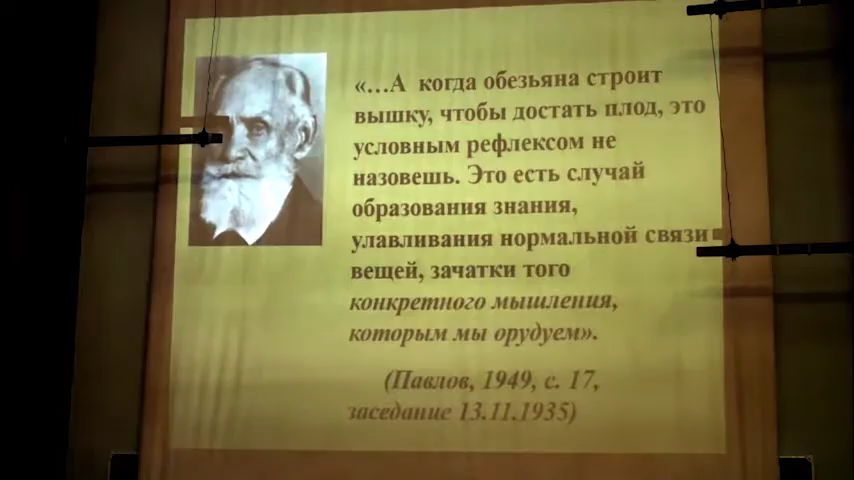 «...А когда обезьяна строит
вышку, чтобы достать плод, это
условным рефлексом не
назовешь. Это есть случай
образования знания,
улавливания нормальной связи
вещей, зачатки того
конкретного мышления,
которым мы орудуем».
(Павлов, 1949, с. 17,
заседание 13.11.1935)